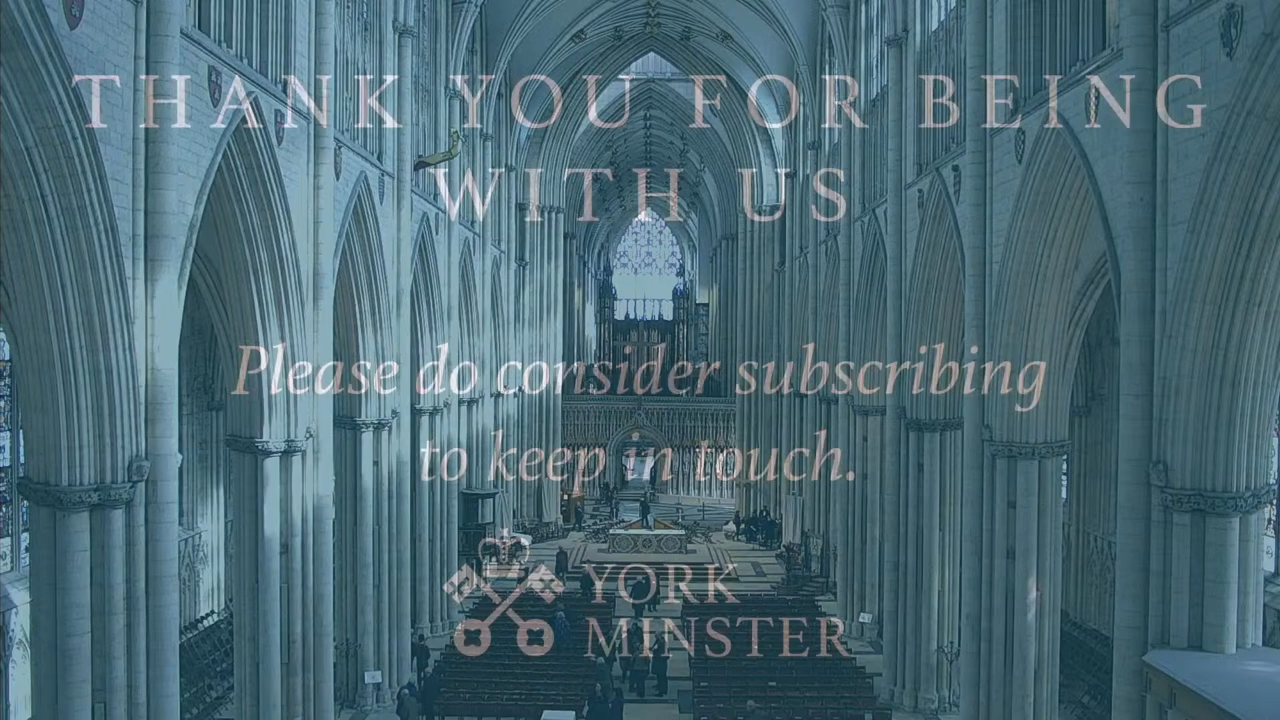 THANK YOU FOR BEING
WITH US
Please do consider subscribing
to keep in touch.
YORK
MINSTER